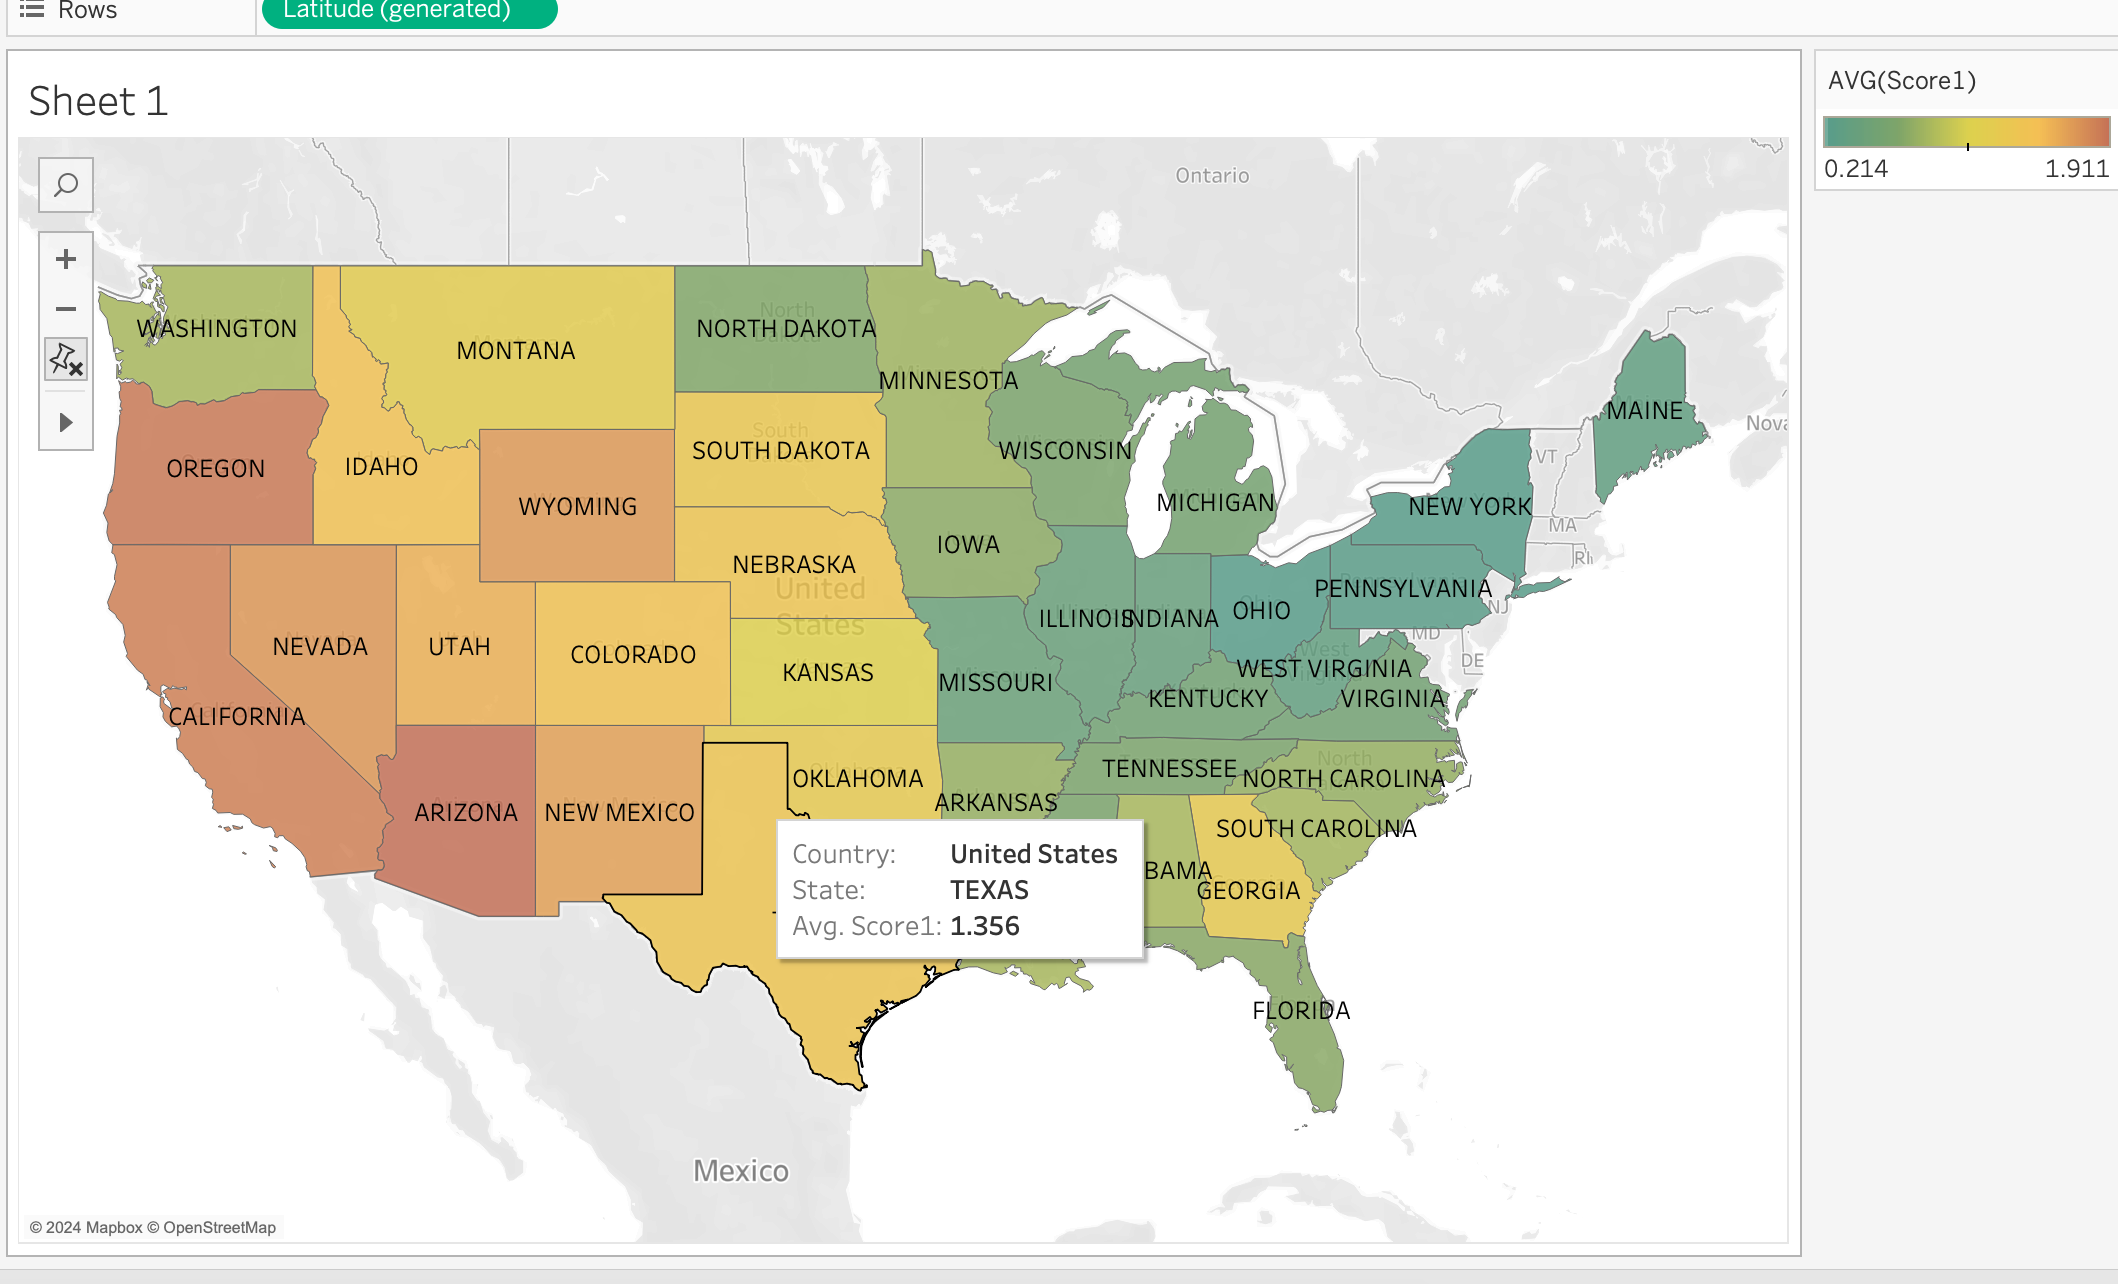 Rows
Latitude (generated)
Sheet 1
AVG(Score1)
0.214
1.911
Ontario
North
WASHINGTON
NORTH DAKOTA
MONTANA
MINNESOTA
MAINE
Nova
South
SOUTH DAKOTA
WISCONSIN
VT
OREGON
IDAHO
WYOMING
MICHIGAN
NEW YORK
MA
IOWA
RI
NEBRASKA
United
States
PENNSYLVANIA
NJ
ILLINOIS
INDIANA
OHIO
MD
NEVADA
UTAH
COLORADO
KANSAS
MISSOURI
West
WEST VIRGINIA
DE
KENTUCKY
VIRGINIA
CALIFORNIA
North
TENNESSEE
NORTH CAROLINA
OKLAHOMA
ARKANSAS
ARIZONA
NEW MEXICO
SOUTH CAROLINA
BAMA
GEORGIA
Country: United States
State: TEXAS
Avg. Score1: 1.356
FLORIDA
Mexico
© 2024 Mapbox © OpenStreetMap